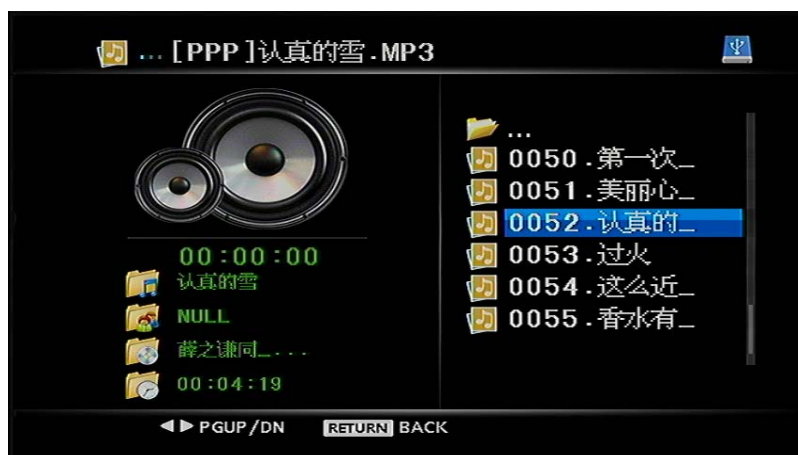 ... [PPP]认真的雪.MP3
00:00:00
认真的雪
NULL
薛之谦同_...
00:04:19
...
0050.第一次_
0051.美丽心_
0052.认真的_
0053.过火
0054.这么近_
0055.香水有_
PGUP/DN RETURN BACK